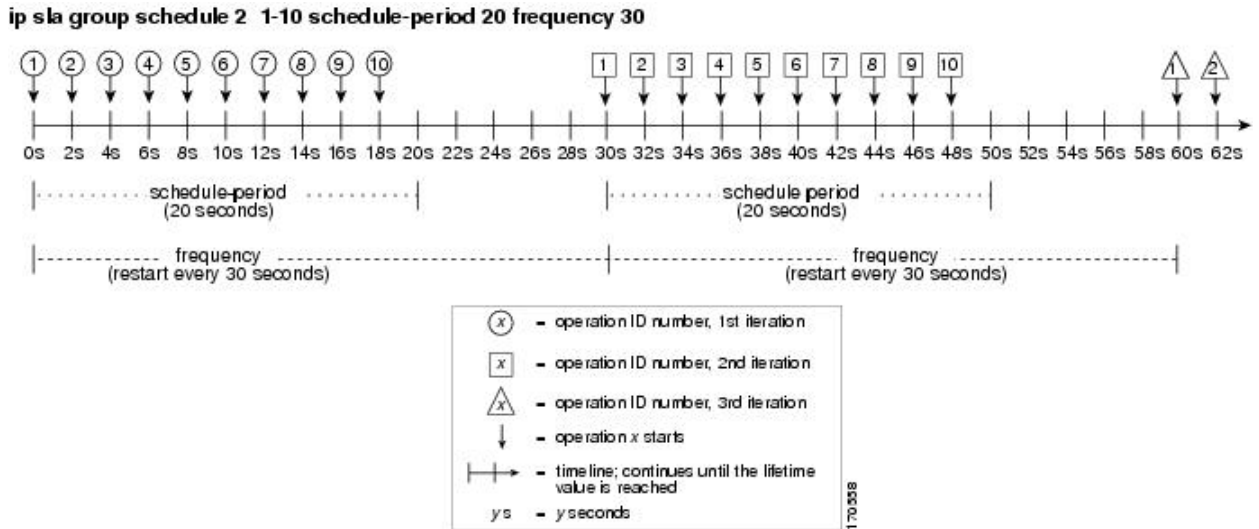 ip sla group schedule 2 1-10 schedule-period 20 frequency 30
1 2 3 4 5 6 7 8 9 10 1 2 3 4 5 6 7 8 9 10 1 2
0s 2s 4s 6s 8s 10s 12s 14s 16s 18s 20s 22s 24s 26s 28s 30s 32s 34s 36s 38s 40s 42s 44s 46s 48s 50s 52s 54s 56s 58s 60s 62s
schedule-period schedule period
(20 seconds) (20 seconds)
frequency frequency
(restart every 30 seconds) (restart every 30 seconds)
x = operation ID number, 1st iteration
x = operation ID number, 2nd iteration
x = operation ID number, 3rd iteration
= operation x starts
= timeline; continues until the lifetime
value is reached
y s = y seconds
170558